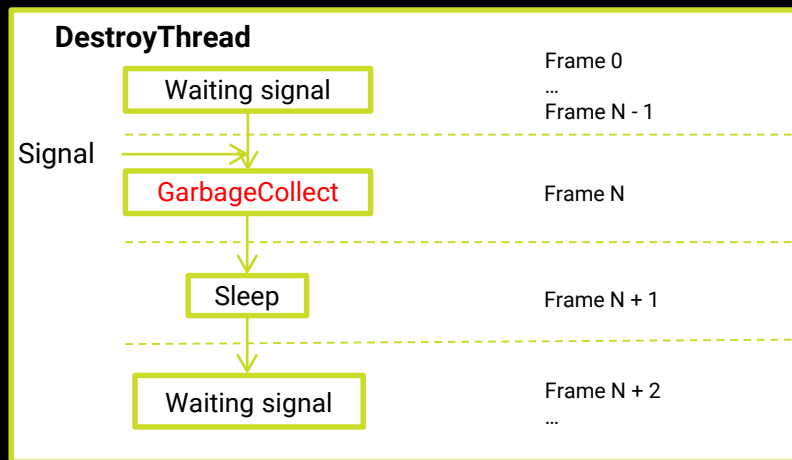 DestroyThread
Waiting signal
Frame 0
…
Frame N - 1
Signal
GarbageCollect
Frame N
Sleep
Frame N + 1
Waiting signal
Frame N + 2
…